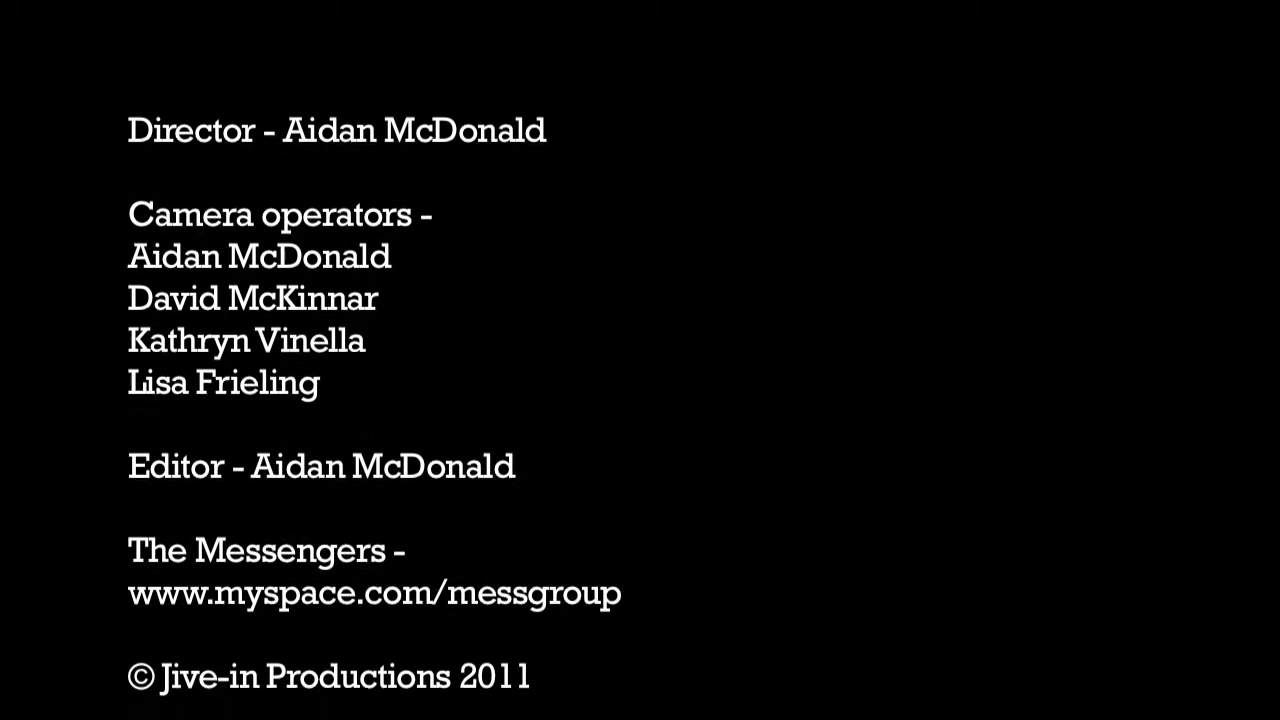 Director - Aidan McDonald
Camera operators -
Aidan McDonald
David McKinnar
Kathryn Vinella
Lisa Frieling
Editor - Aidan McDonald
The Messengers -
www.myspace.com/messgroup
© Jive-in Productions 2011